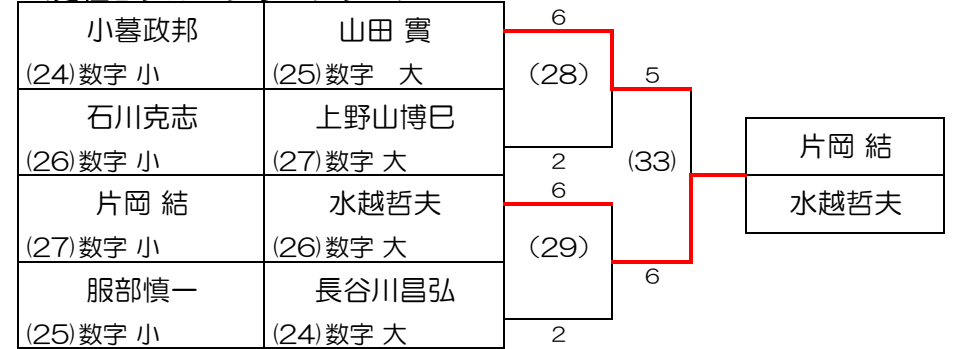 小暮政邦 山田 實 6
(24)数字 小 (25)数字 大 (28) 5
石川克志 上野山博巳
(26)数字 小 (27)数字 大 2 (33) 片岡 結
片岡 結 水越哲夫 6 水越哲夫
(27)数字 小 (26)数字 大 (29)
服部慎一 長谷川昌弘 6
(25)数字 小 (24)数字 大 2